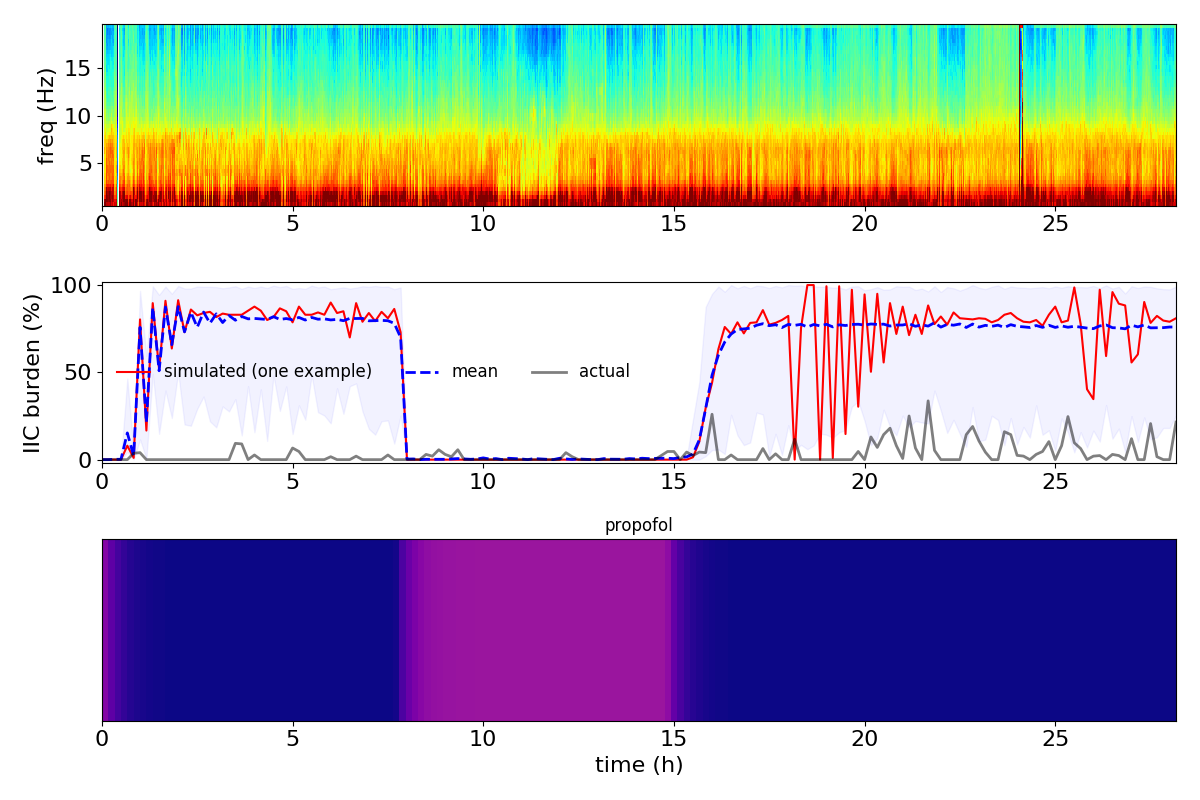 freq (Hz)
15
10
5
0 5 10 15 20 25
IIC burden (%)
100
50
0
simulated (one example) mean actual
0 5 10 15 20 25
propofol
0 5 10 15 20 25
time (h)